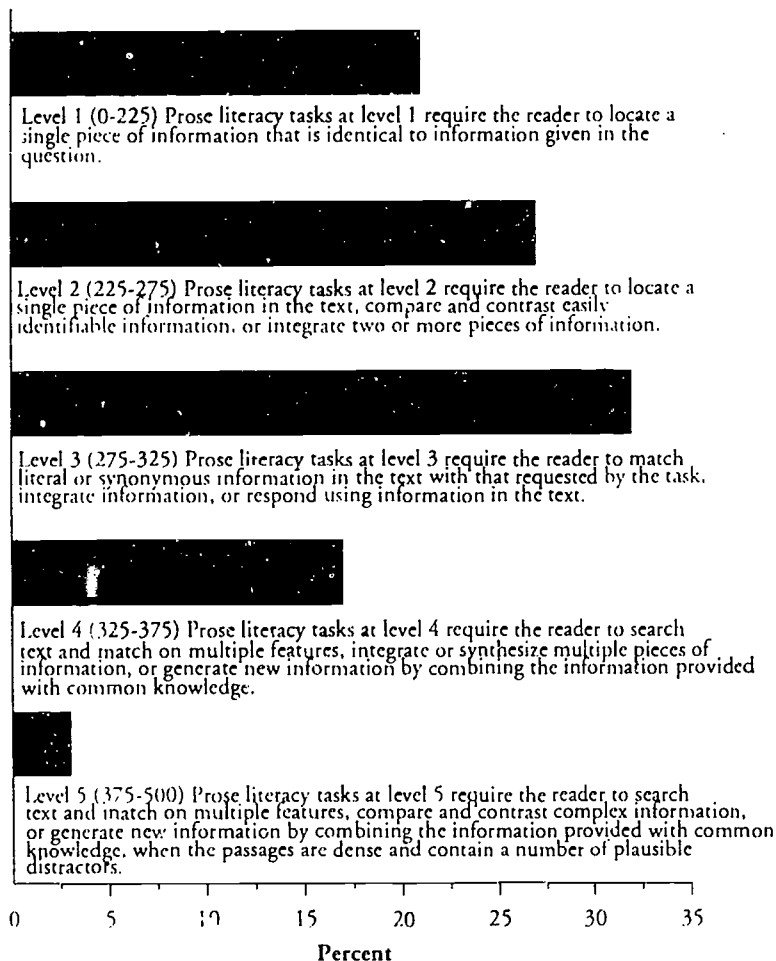 Level 1 (0-225) Prose literacy tasks at level 1 require the reader to locate a
single piece of information that is identical to information given in the
question.
Level 2 (225-275) Prose literacy tasks at level 2 require the reader to locate a
single piece of information in the text, compare and contrast easily
identifiable information, or integrate two or more pieces of information.
Level 3 (275-325) Prose literacy tasks at level 3 require the reader to match
literal or synonymous information in the text with that requested by the task,
integrate information, or respond using information in the text.
Level 4 (325-375) Prose literacy tasks at level 4 require the reader to search
text and match on multiple features, integrate or synthesize multiple pieces of
information, or generate new information by combining the information provided
with common knowledge.
Level 5 (375-500) Prose literacy tasks at level 5 require the reader to search
text and match on multiple features, compare and contrast complex information,
or generate new information by combining the information provided with common
knowledge, when the passages are dense and contain a number of plausible
distractors.
0 5 10 15 20 25 30 35
Percent